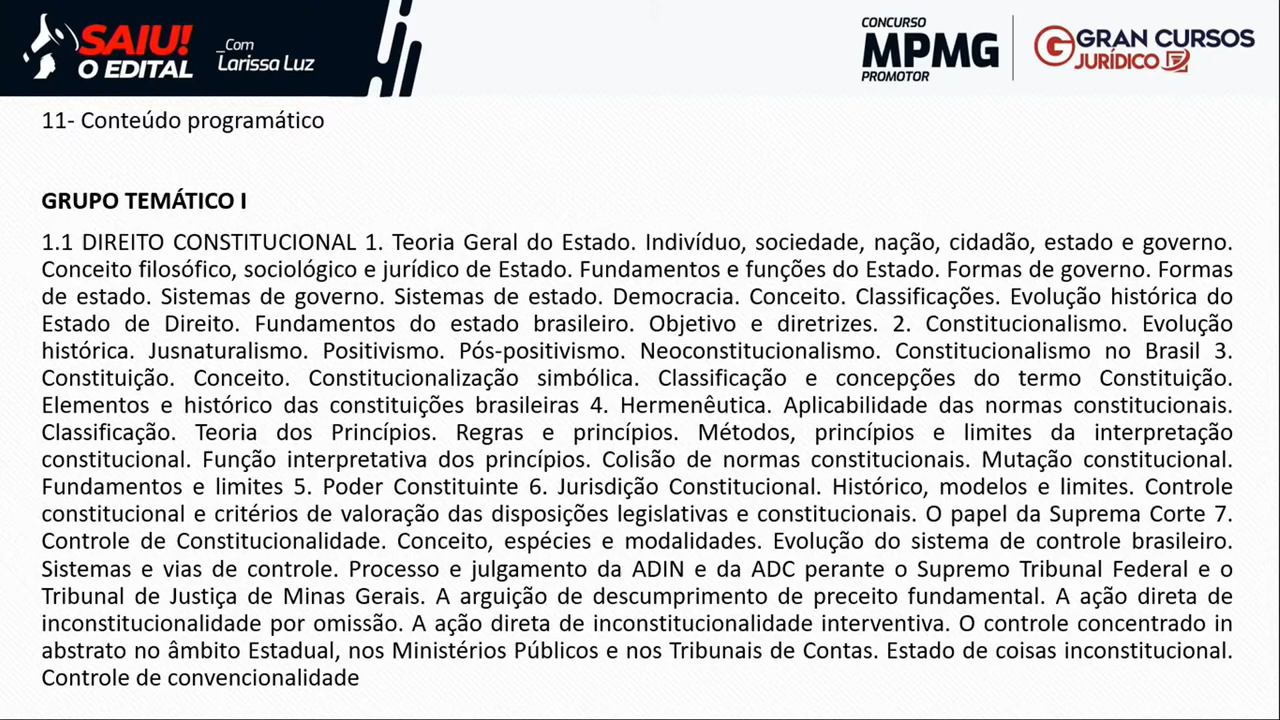 SAIU!
O EDITAL
_Com
Larissa Luz
CONCURSO
MPMG
PROMOTOR
GRAN CURSOS
JURÍDICO
11- Conteúdo programático
GRUPO TEMÁTICO I
1.1 DIREITO CONSTITUCIONAL 1. Teoria Geral do Estado. Indivíduo, sociedade, nação, cidadão, estado e governo.
Conceito filosófico, sociológico e jurídico de Estado. Fundamentos e funções do Estado. Formas de governo. Formas
de estado. Sistemas de governo. Sistemas de estado. Democracia. Conceito. Classificações. Evolução histórica do
Estado de Direito. Fundamentos do estado brasileiro. Objetivo e diretrizes. 2. Constitucionalismo. Evolução
histórica. Jusnaturalismo. Positivismo. Pós-positivismo. Neoconstitucionalismo. Constitucionalismo no Brasil 3.
Constituição. Conceito. Constitucionalização simbólica. Classificação e concepções do termo Constituição.
Elementos e histórico das constituições brasileiras 4. Hermenêutica. Aplicabilidade das normas constitucionais.
Classificação. Teoria dos Princípios. Regras e princípios. Métodos, princípios e limites da interpretação
constitucional. Função interpretativa dos princípios. Colisão de normas constitucionais. Mutação constitucional.
Fundamentos e limites 5. Poder Constituinte 6. Jurisdição Constitucional. Histórico, modelos e limites. Controle
constitucional e critérios de valoração das disposições legislativas e constitucionais. O papel da Suprema Corte 7.
Controle de Constitucionalidade. Conceito, espécies e modalidades. Evolução do sistema de controle brasileiro.
Sistemas e vias de controle. Processo e julgamento da ADIN e da ADC perante o Supremo Tribunal Federal e o
Tribunal de Justiça de Minas Gerais. A arguição de descumprimento de preceito fundamental. A ação direta de
inconstitucionalidade por omissão. A ação direta de inconstitucionalidade interventiva. O controle concentrado in
abstrato no âmbito Estadual, nos Ministérios Públicos e nos Tribunais de Contas. Estado de coisas inconstitucional.
Controle de convencionalidade